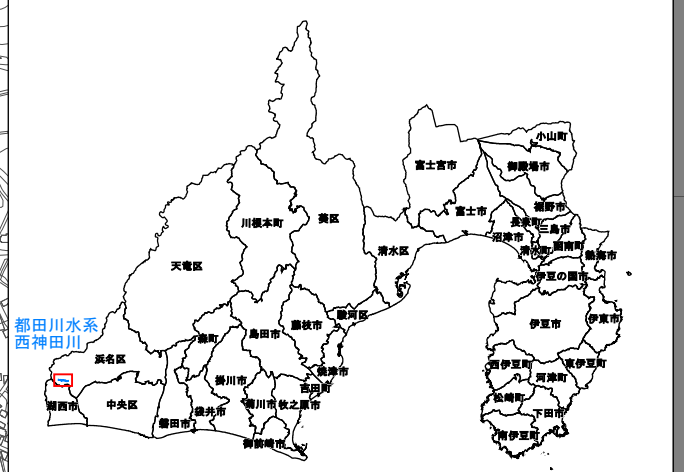 小山町
御殿場市
富士宮市
裾野市
富士市
長泉町
三島市
川根本町
葵区
沼津市
函南町
清水区
清水町
熱海市
天竜区
伊豆の国市
駿河区
伊豆市
伊東市
都田川水系
西神田川
藤枝市
島田市
森町
浜名区
西伊豆町
東伊豆町
焼津市
河津町
掛川市
吉田町
松崎町
湖西市
中央区
菊川市
牧之原市
袋井市
下田市
磐田市
南伊豆町
御前崎市